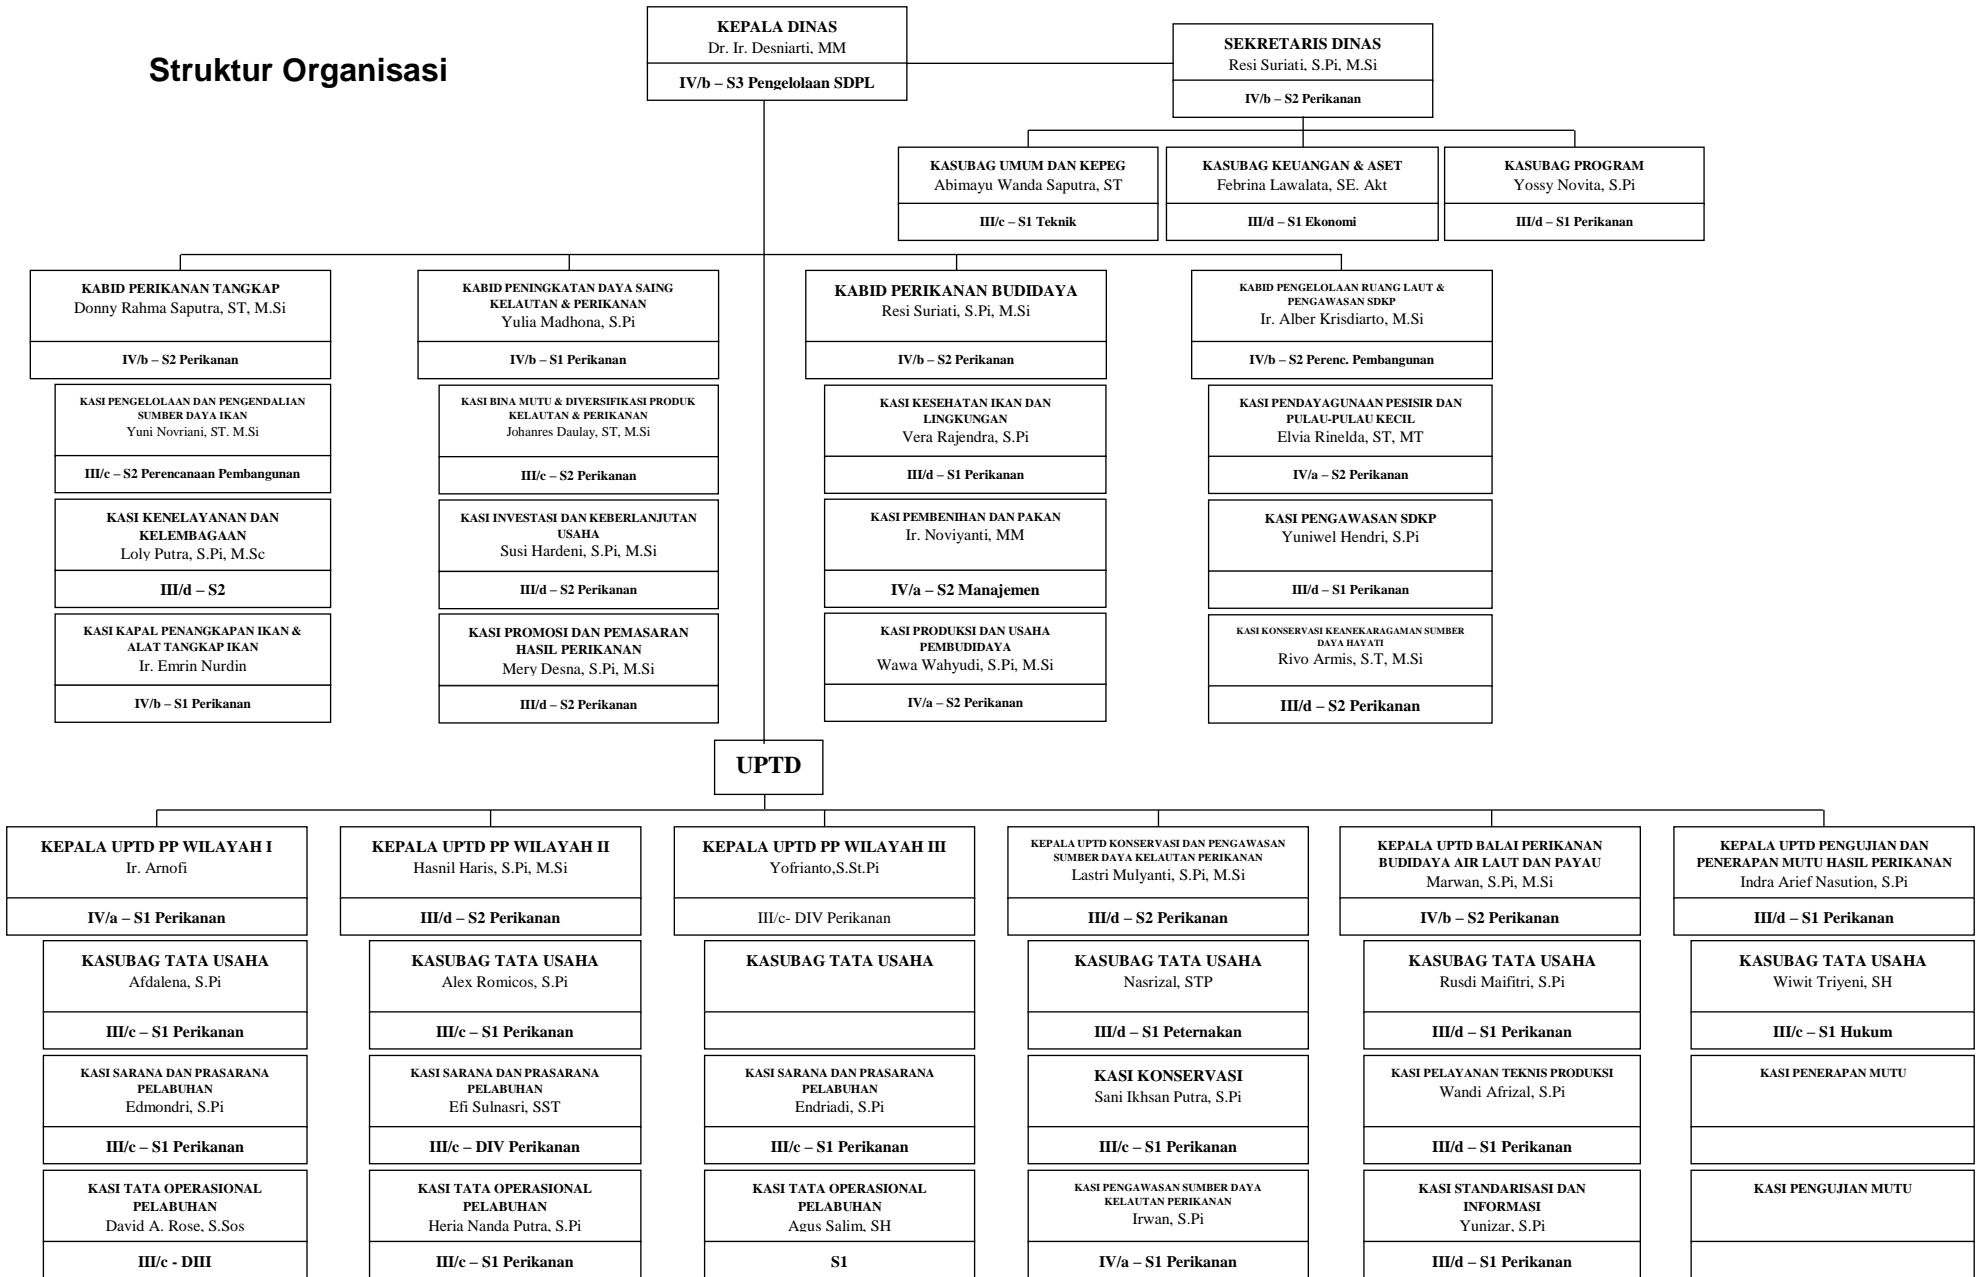 Struktur Organisasi
KEPALA DINAS
Dr. Ir. Desniarti, MM
IV/b – S3 Pengelolaan SDPL
SEKRETARIS DINAS
Resi Suriati, S.Pi, M.Si
IV/b – S2 Perikanan
KASUBAG UMUM DAN KEPEG
Abimayu Wanda Saputra, ST
III/c – S1 Teknik
KASUBAG KEUANGAN & ASET
Febrina Lawalata, SE. Akt
III/d – S1 Ekonomi
KASUBAG PROGRAM
Yossy Novita, S.Pi
III/d – S1 Perikanan
KABID PERIKANAN TANGKAP
Donny Rahma Saputra, ST, M.Si
IV/b – S2 Perikanan
KASI PENGELOLAAN DAN PENGENDALIAN
SUMBER DAYA IKAN
Yuni Novriani, ST. M.Si
III/c – S2 Perencanaan Pembangunan
KASI KENELAYANAN DAN
KELEMBAGAAN
Loly Putra, S.Pi, M.Sc
III/d – S2
KASI KAPAL PENANGKAPAN IKAN &
ALAT TANGKAP IKAN
Ir. Emrin Nurdin
IV/b – S1 Perikanan
KABID PENINGKATAN DAYA SAING
KELAUTAN & PERIKANAN
Yulia Madhona, S.Pi
IV/b – S1 Perikanan
KASI BINA MUTU & DIVERSIFIKASI PRODUK
KELAUTAN & PERIKANAN
Johanres Daulay, ST, M.Si
III/c – S2 Perikanan
KASI INVESTASI DAN KEBERLANJUTAN
USAHA
Susi Hardeni, S.Pi, M.Si
III/d – S2 Perikanan
KASI PROMOSI DAN PEMASARAN
HASIL PERIKANAN
Mery Desna, S.Pi, M.Si
III/d – S2 Perikanan
KABID PERIKANAN BUDIDAYA
Resi Suriati, S.Pi, M.Si
IV/b – S2 Perikanan
KASI KESEHATAN IKAN DAN
LINGKUNGAN
Vera Rajendra, S.Pi
III/d – S1 Perikanan
KASI PEMBENIHAN DAN PAKAN
Ir. Noviyanti, MM
IV/a – S2 Manajemen
KASI PRODUKSI DAN USAHA
PEMBUDIDAYA
Wawa Wahyudi, S.Pi, M.Si
IV/a – S2 Perikanan
KABID PENGELOLAAN RUANG LAUT &
PENGAWASAN SDKP
Ir. Alber Krisdiarto, M.Si
IV/b – S2 Perenc. Pembangunan
KASI PENDAYAGUNAAN PESISIR DAN
PULAU-PULAU KECIL
Elvia Rinelda, ST, MT
IV/a – S2 Perikanan
KASI PENGAWASAN SDKP
Yuniwel Hendri, S.Pi
III/d – S1 Perikanan
KASI KONSERVASI KEANEKARAGAMAN SUMBER
DAYA HAYATI
Rivo Armis, S.T, M.Si
III/d – S2 Perikanan
UPTD
KEPALA UPTD PP WILAYAH I
Ir. Arnofi
IV/a – S1 Perikanan
KASUBAG TATA USAHA
Afdalena, S.Pi
III/c – S1 Perikanan
KASI SARANA DAN PRASARANA
PELABUHAN
Edmondri, S.Pi
III/c – S1 Perikanan
KASI TATA OPERASIONAL
PELABUHAN
David A. Rose, S.Sos
III/c - DIII
KEPALA UPTD PP WILAYAH II
Hasnil Haris, S.Pi, M.Si
III/d – S2 Perikanan
KASUBAG TATA USAHA
Alex Romicos, S.Pi
III/c – S1 Perikanan
KASI SARANA DAN PRASARANA
PELABUHAN
Efi Sulnasri, SST
III/c – DIV Perikanan
KASI TATA OPERASIONAL
PELABUHAN
Heria Nanda Putra, S.Pi
III/c – S1 Perikanan
KEPALA UPTD PP WILAYAH III
Yofrianto,S.St.Pi
III/c- DIV Perikanan
KASUBAG TATA USAHA
KASI SARANA DAN PRASARANA
PELABUHAN
Endriadi, S.Pi
III/c – S1 Perikanan
KASI TATA OPERASIONAL
PELABUHAN
Agus Salim, SH
S1
KEPALA UPTD KONSERVASI DAN PENGAWASAN
SUMBER DAYA KELAUTAN PERIKANAN
Lastri Mulyanti, S.Pi, M.Si
III/d – S2 Perikanan
KASUBAG TATA USAHA
Nasrizal, STP
III/d – S1 Peternakan
KASI KONSERVASI
Sani Ikhsan Putra, S.Pi
III/c – S1 Perikanan
KASI PENGAWASAN SUMBER DAYA
KELAUTAN PERIKANAN
Irwan, S.Pi
IV/a – S1 Perikanan
KEPALA UPTD BALAI PERIKANAN
BUDIDAYA AIR LAUT DAN PAYAU
Marwan, S.Pi, M.Si
IV/b – S2 Perikanan
KASUBAG TATA USAHA
Rusdi Maifitri, S.Pi
III/d – S1 Perikanan
KASI PELAYANAN TEKNIS PRODUKSI
Wandi Afrizal, S.Pi
III/d – S1 Perikanan
KASI STANDARISASI DAN
INFORMASI
Yunizar, S.Pi
III/d – S1 Perikanan
KEPALA UPTD PENGUJIAN DAN
PENERAPAN MUTU HASIL PERIKANAN
Indra Arief Nasution, S.Pi
III/d – S1 Perikanan
KASUBAG TATA USAHA
Wiwit Triyeni, SH
III/c – S1 Hukum
KASI PENERAPAN MUTU
KASI PENGUJIAN MUTU